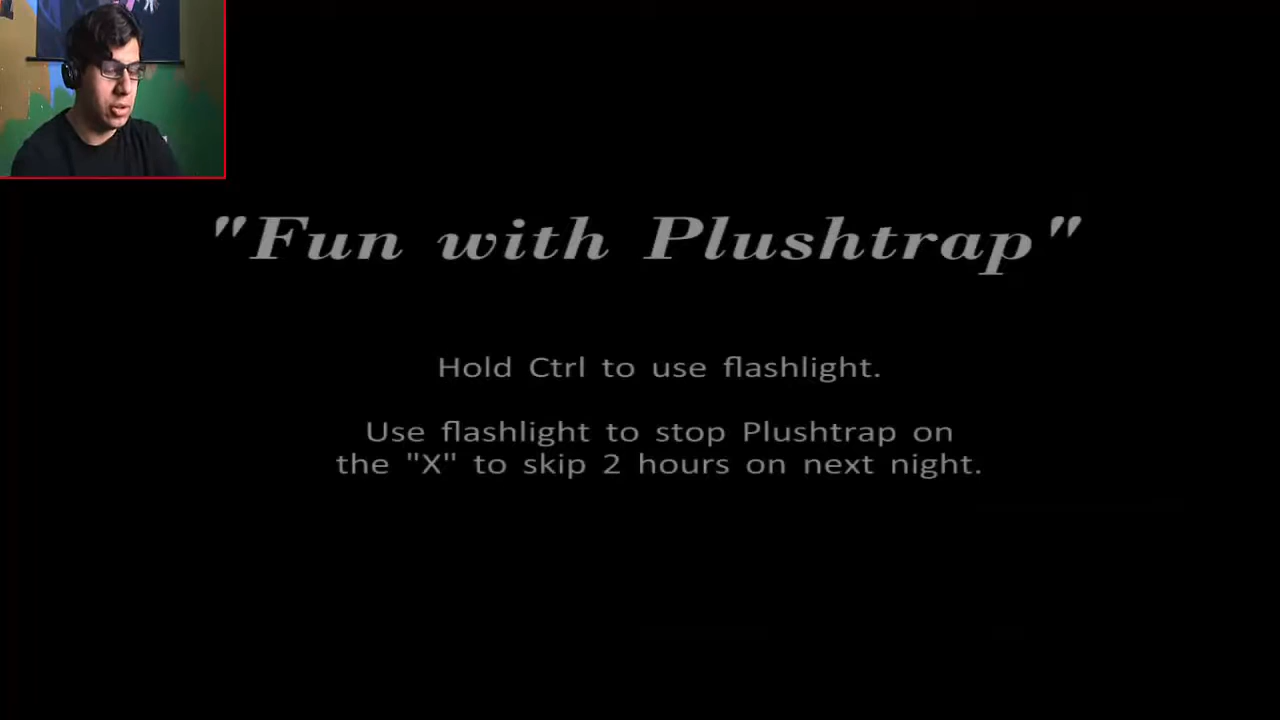 "Fun with Plushtrap"
Hold Ctrl to use flashlight.
Use flashlight to stop Plushtrap on
the "X" to skip 2 hours on next night.